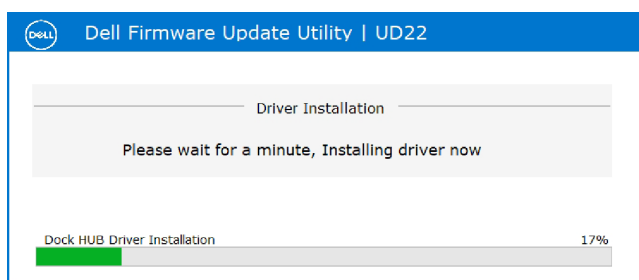 DELL
Dell Firmware Update Utility | UD22
Driver Installation
Please wait for a minute, Installing driver now
Dock HUB Driver Installation 17%